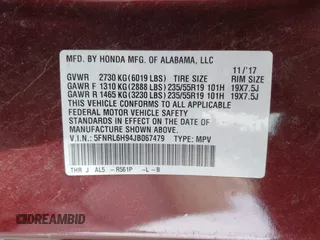 MFD. BY HONDA MFG. OF ALABAMA, LLC
11/'17
GVWR 2730 KG(6019 LBS) TIRE SIZE RIM SIZE
GAWR F 1310 KG(2888 LBS) 235/55R19 101H 19X7.5J
GAWR R 1465 KG(3230 LBS) 235/55R19 101H 19X7.5J
THIS VEHICLE CONFORMS TO ALL APPLICABLE
FEDERAL MOTOR VEHICLE SAFETY
STANDARDS IN EFFECT ON THE DATE OF
MANUFACTURE SHOWN ABOVE.
V.I.N.: 5FNRL6H94JB067479 TYPE: MPV
THR J AL5 - R561P -L -B